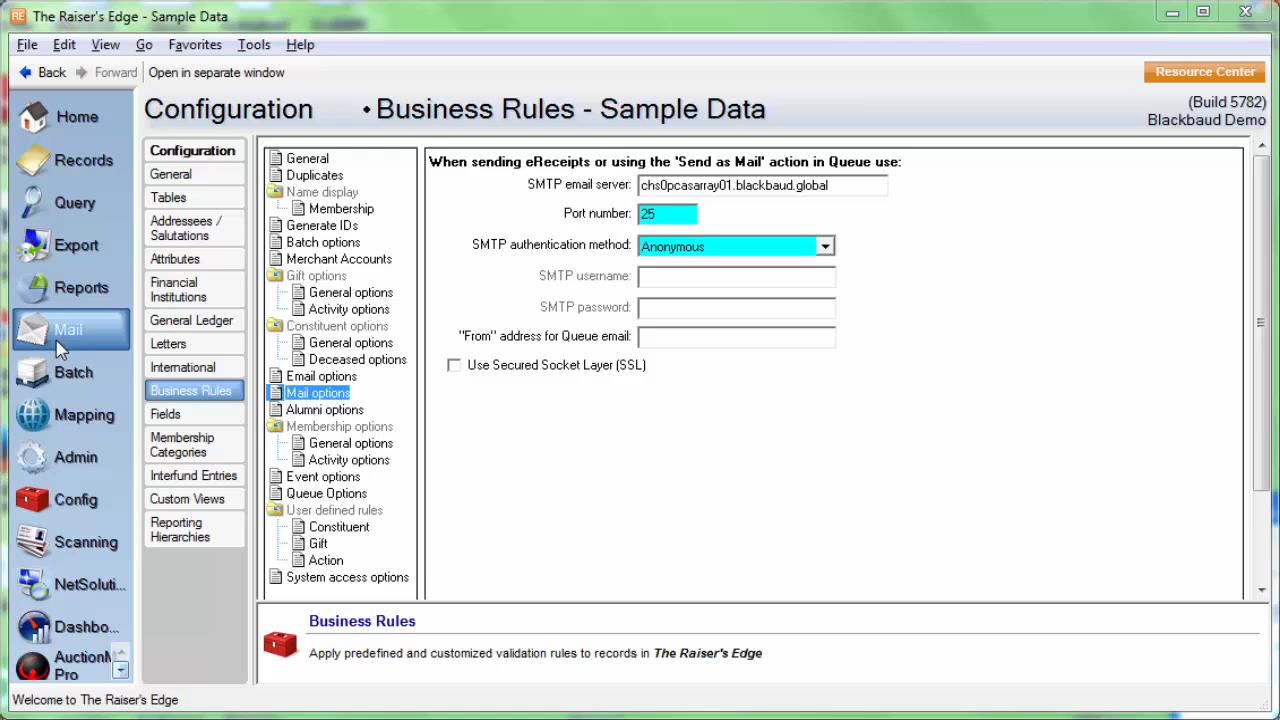 RE The Raiser's Edge - Sample Data
File Edit View Go Favorites Tools Help
Back Forward Open in separate window Resource Center
Configuration • Business Rules - Sample Data
(Build 5782)
Blackbaud Demo
Home
Records
Query
Export
Reports
Mail
Batch
Mapping
Admin
Config
Scanning
NetSoluti...
Dashbo...
AuctionM
Pro
Configuration
General
Tables
Addressees /
Salutations
Attributes
Financial
Institutions
General Ledger
Letters
International
Business Rules
Fields
Membership
Categories
Interfund Entries
Custom Views
Reporting
Hierarchies
General
Duplicates
Name display
Membership
Generate IDs
Batch options
Merchant Accounts
Gift options
General options
Activity options
Constituent options
General options
Deceased options
Email options
Mail options
Alumni options
Membership options
General options
Activity options
Event options
Queue Options
User defined rules
Constituent
Gift
Action
System access options
When sending eReceipts or using the 'Send as Mail' action in Queue use:
SMTP email server: chs0pcasarray01.blackbaud.global
Port number: 25
SMTP authentication method: Anonymous
SMTP username:
SMTP password:
"From" address for Queue email:
Use Secured Socket Layer (SSL)
Business Rules
Apply predefined and customized validation rules to records in The Raiser's Edge
Welcome to The Raiser's Edge